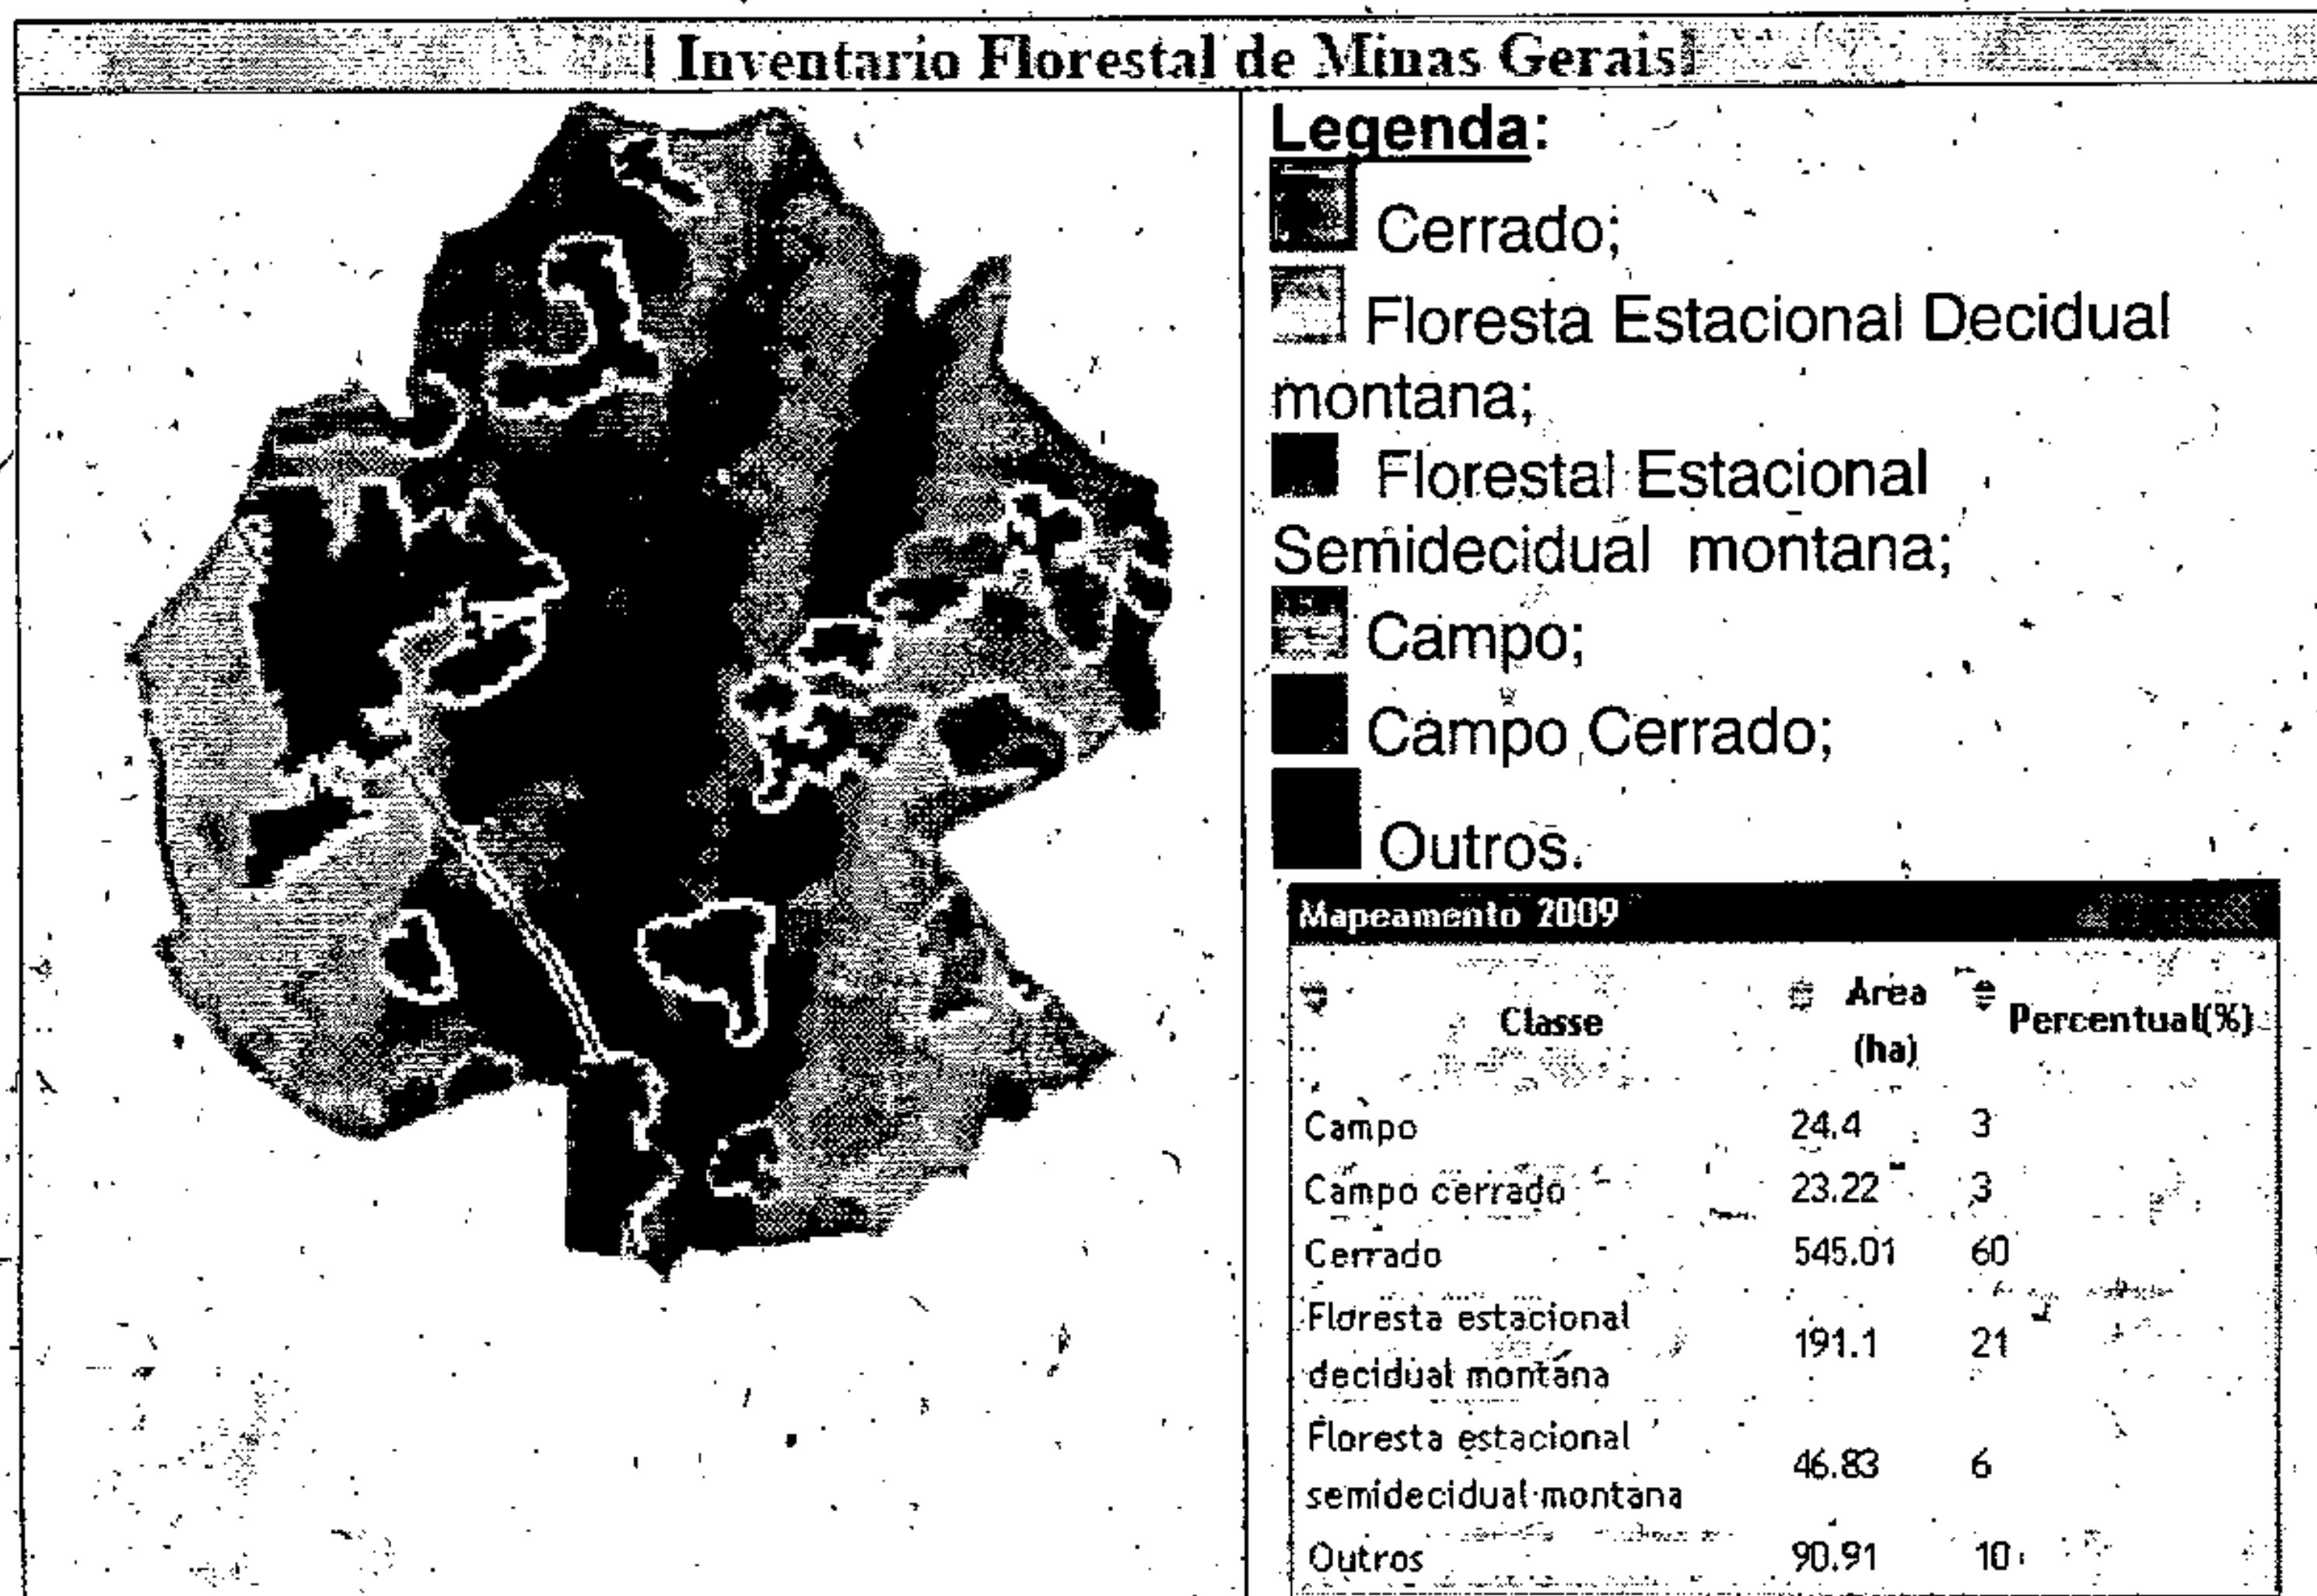 Inventario Florestal de Minas Gerais
Legenda:
Cerrado;
Floresta Estacional Decidual
montana;
Florestal Estacional
Semidecidual montana;
Campo;
Campo Cerrado;
Outros.
Mapeamento 2009
Classe Área (ha) Percentual(%)
Campo 24.4 3
Campo cerrado 23.22 3
Cerrado 545.01 60
Floresta estacional
decidual montana 191.1 21
Floresta estacional
semidecidual montana 46.83 6
Outros 90.91 10